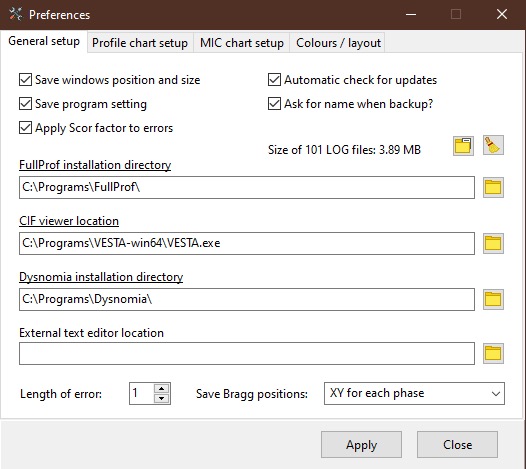 Preferences
General setup
Profile chart setup
MIC chart setup
Colours / layout
Save windows position and size
Automatic check for updates
Save program setting
Ask for name when backup?
Apply Scor factor to errors
Size of 101 LOG files: 3.89 MB
FullProf installation directory
C:\Programs\FullProf\
CIF viewer location
C:\Programs\VESTA-win64\VESTA.exe
Dysnomia installation directory
C:\Programs\Dysnomia\
External text editor location
Length of error:
1
Save Bragg positions:
XY for each phase
Apply
Close